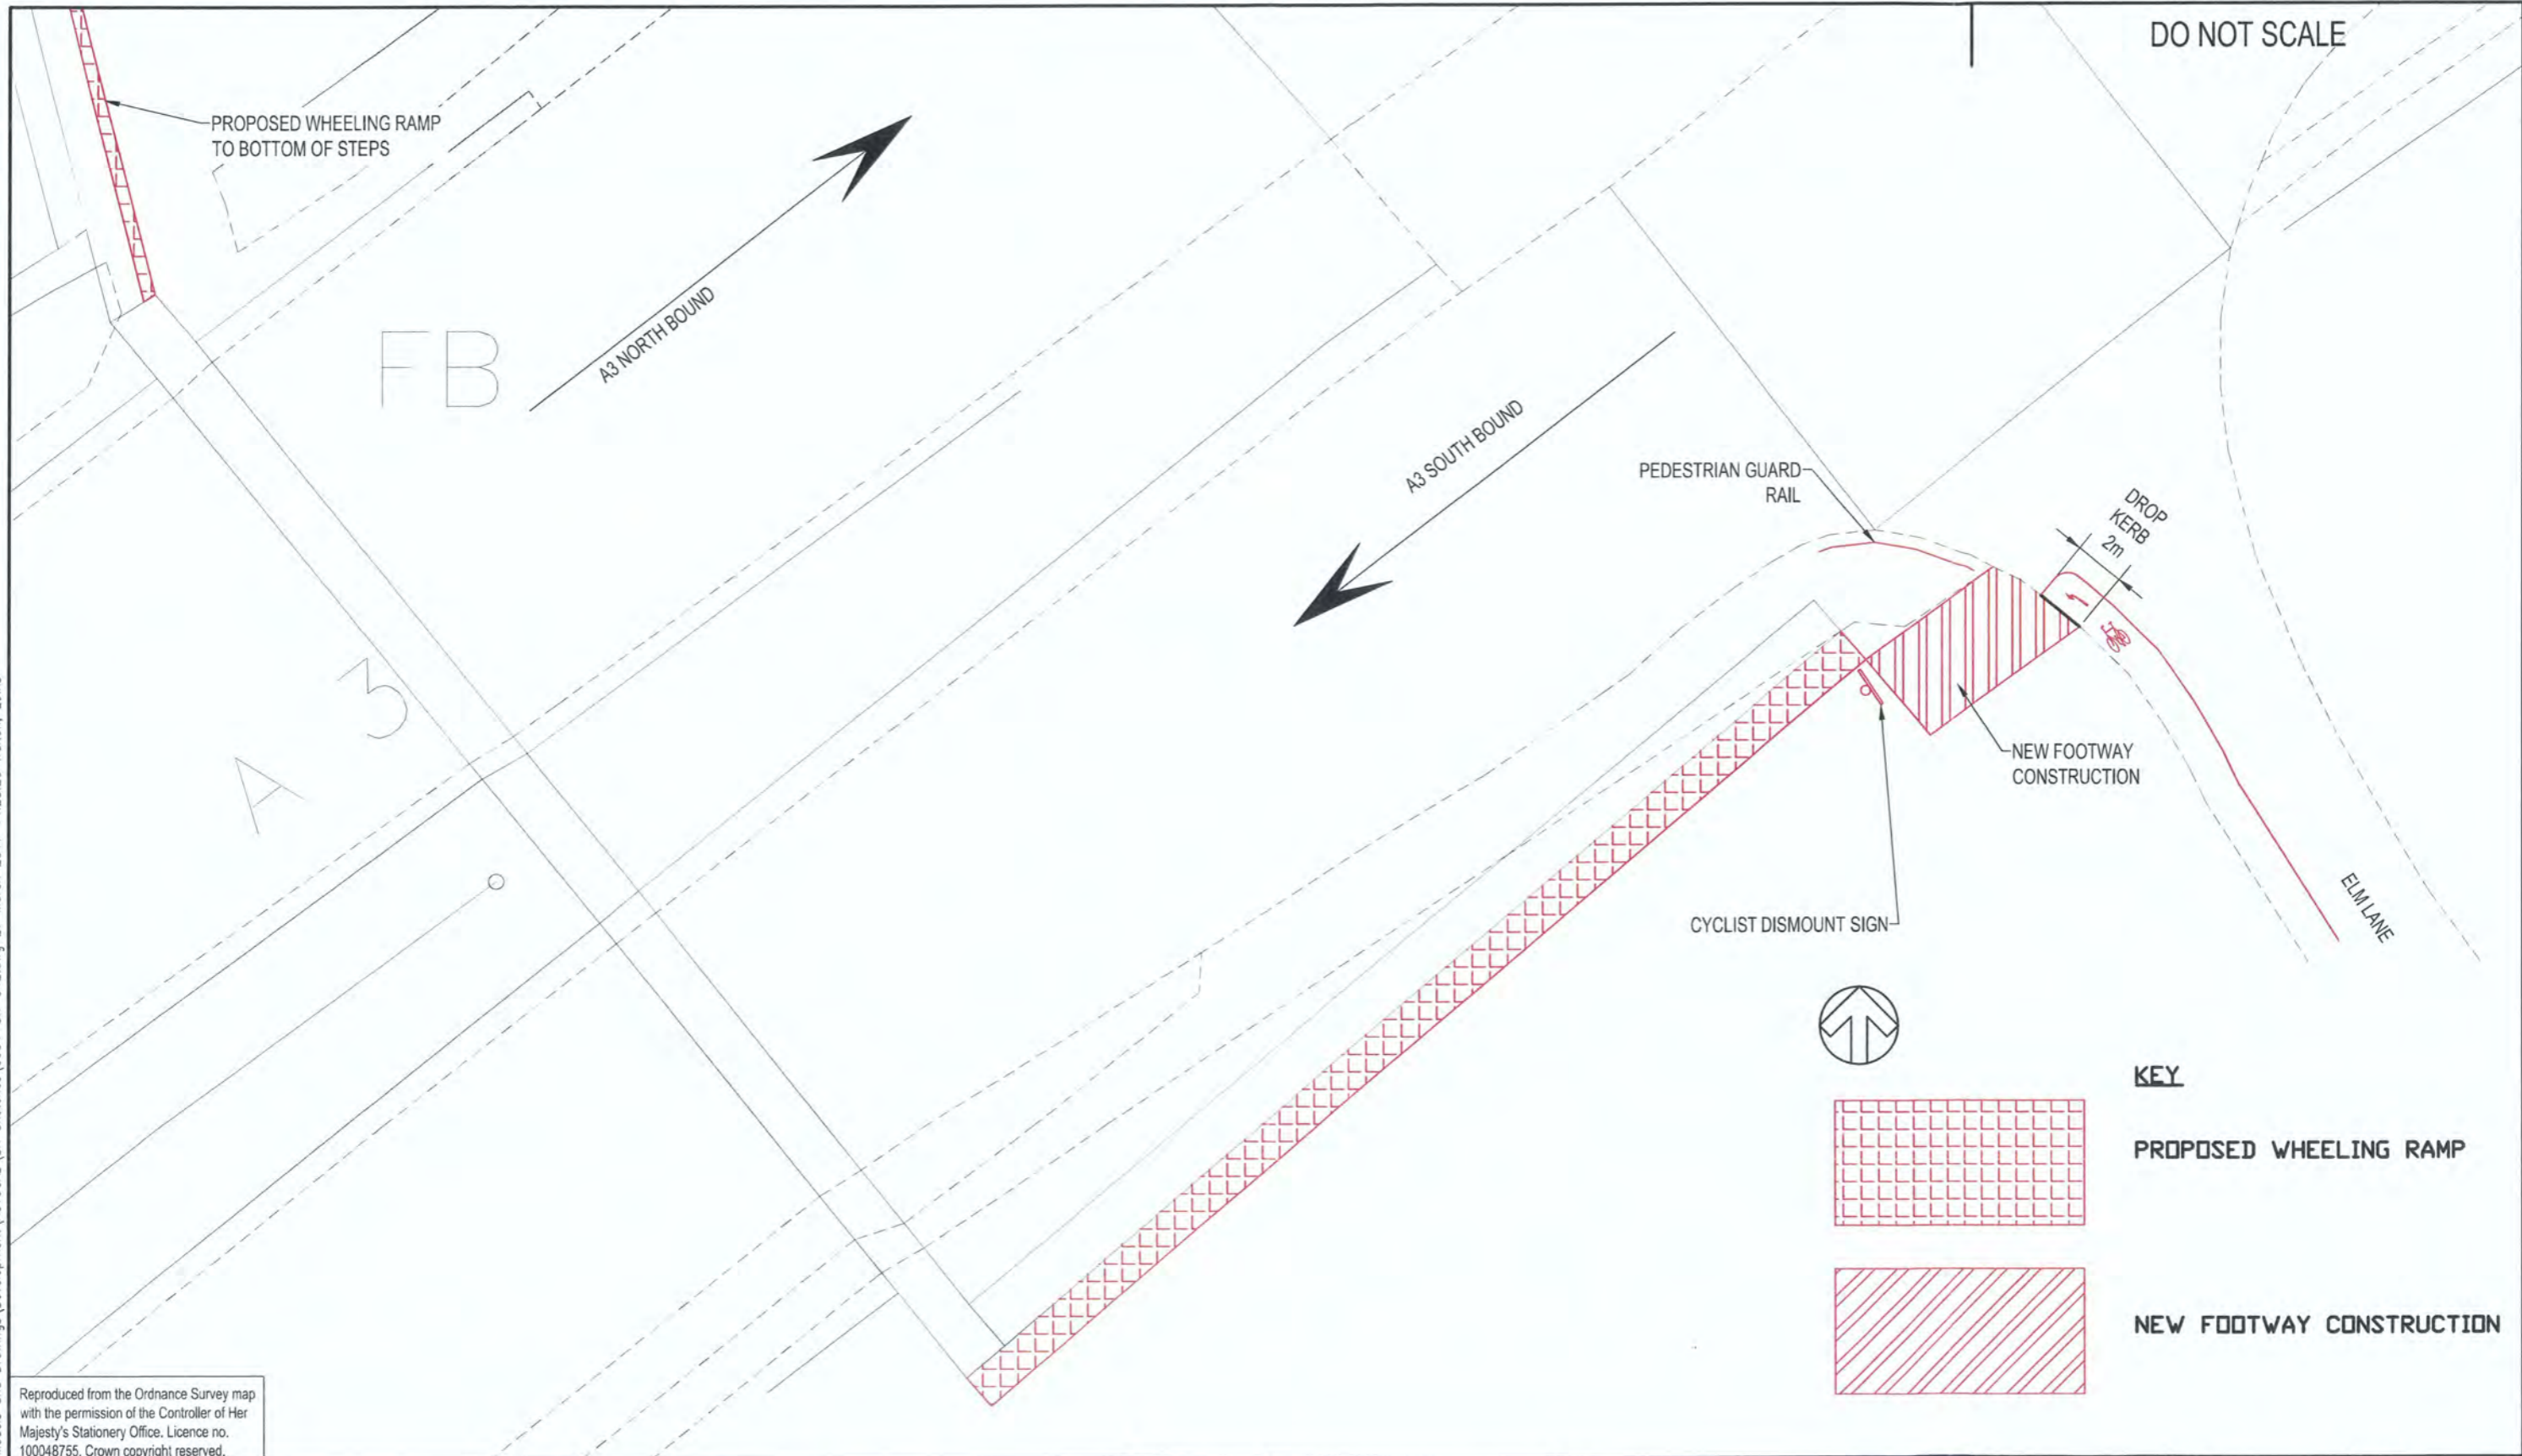 DO NOT SCALE
PROPOSED WHEELING RAMP
TO BOTTOM OF STEPS
FB
A3 NORTH BOUND
A3 SOUTH BOUND
PEDESTRIAN GUARD
RAIL
DROP
KERB
2m
A 3
NEW FOOTWAY
CONSTRUCTION
CYCLIST DISMOUNT SIGN
ELM LANE
KEY
PROPOSED WHEELING RAMP
NEW FOOTWAY CONSTRUCTION
Reproduced from the Ordnance Survey map
with the permission of the Controller of Her
Majesty's Stationery Office. Licence no.
100048755. Crown copyright reserved.